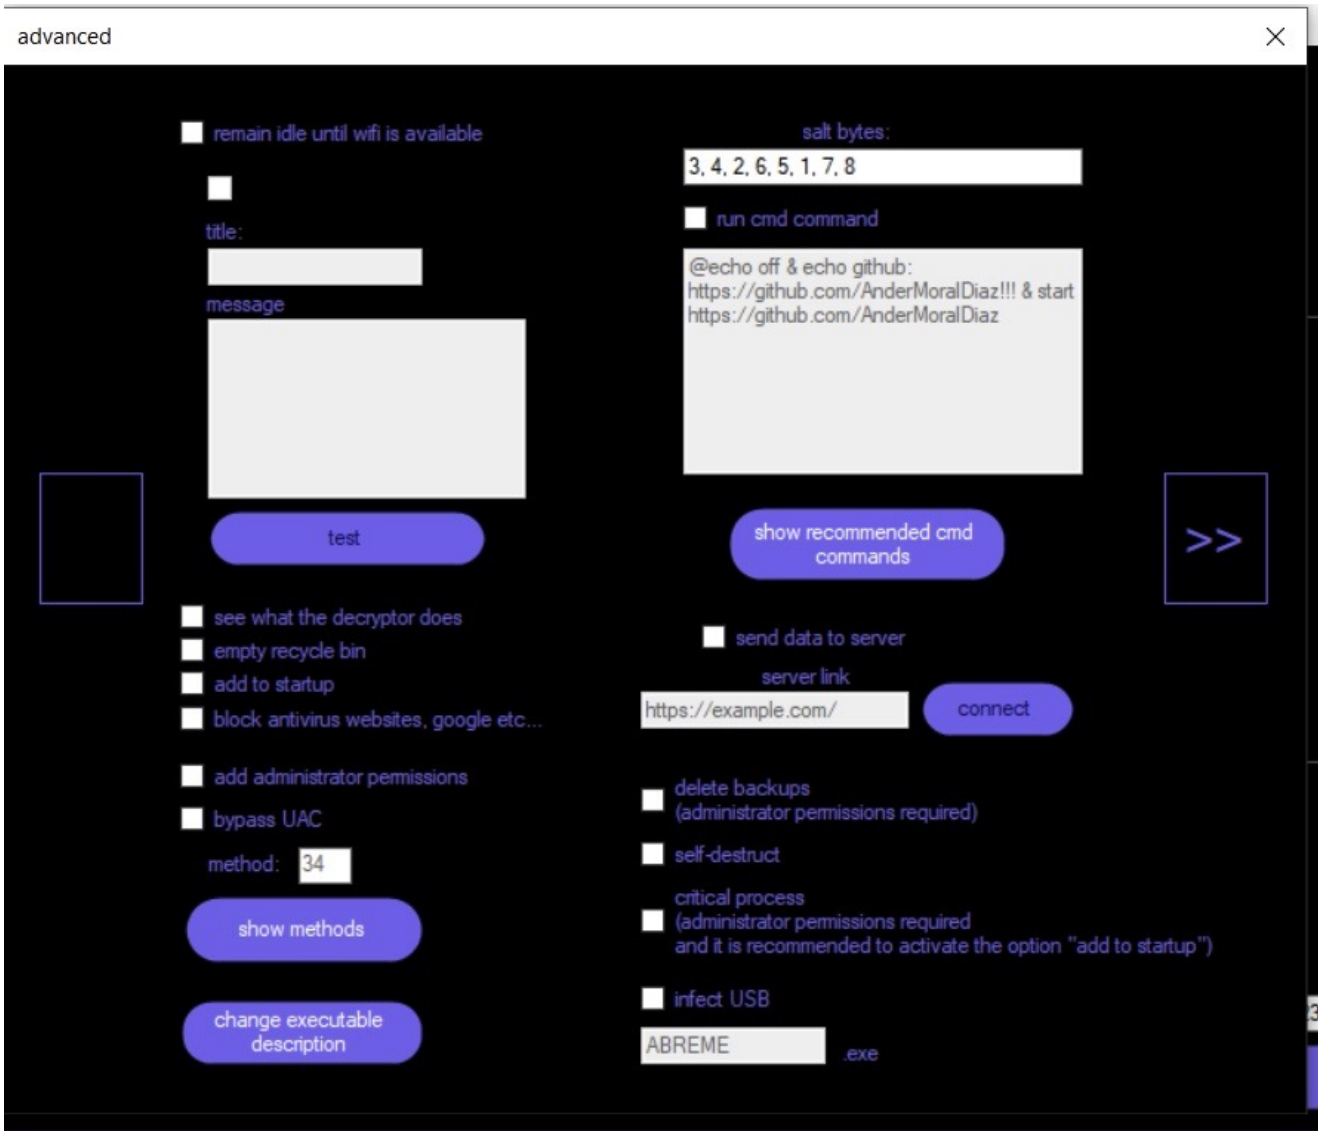 advanced
remain idle until wifi is available
title:
message
test
see what the decryptor does
empty recycle bin
add to startup
block antivirus websites, google etc...
add administrator permissions
bypass UAC
method: 34
show methods
change executable
description
salt bytes:
3, 4, 2, 6, 5, 1, 7, 8
run cmd command
@echo off & echo github:
https://github.com/AnderMoralDiaz!!! & start
https://github.com/AnderMoralDiaz
show recommended cmd
commands
send data to server
server link
https://example.com/
connect
delete backups
(administrator permissions required)
self-destruct
critical process
(administrator permissions required
and it is recommended to activate the option "add to startup")
infect USB
ABREME .exe
>>